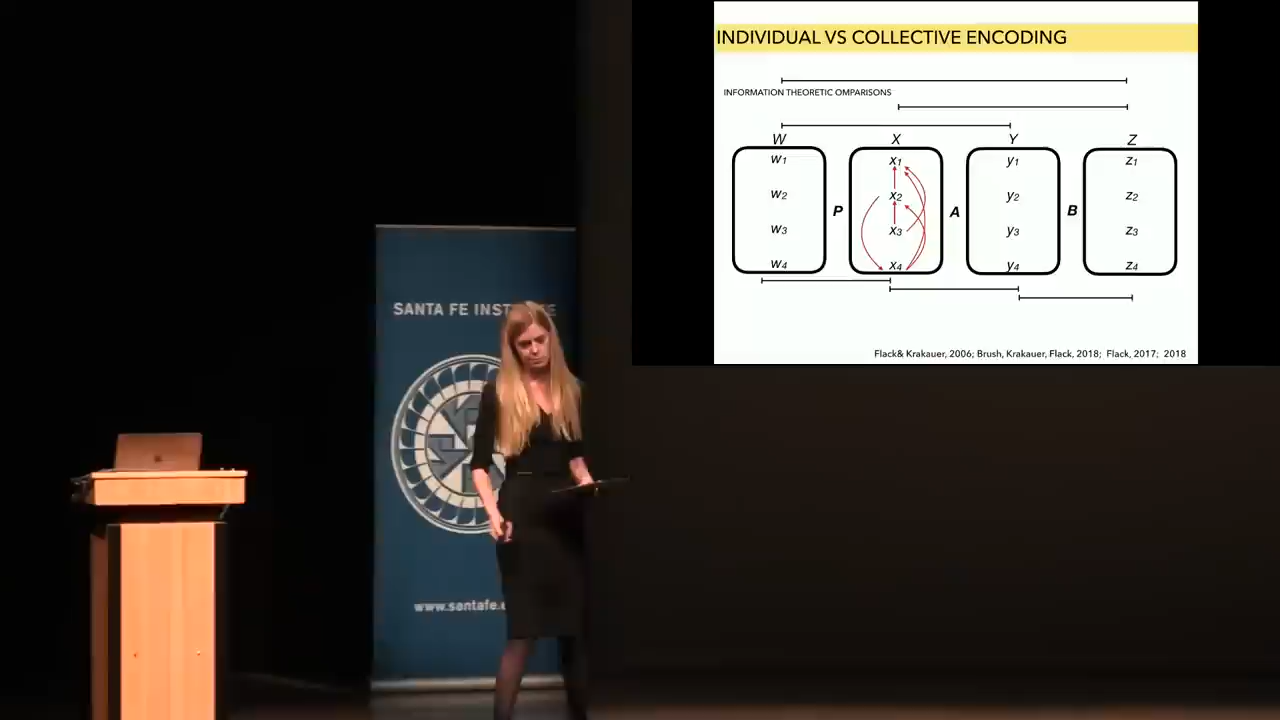 INDIVIDUAL VS COLLECTIVE ENCODING
INFORMATION THEORETIC OMPARISONS
W X Y Z
w1 x1 y1 z1
w2 x2 y2 z2
P A B
w3 x3 y3 z3
w4 x4 y4 z4
Flack& Krakauer, 2006; Brush, Krakauer, Flack, 2018; Flack, 2017; 2018
SANTA FE INSTITUTE
www.santafe.